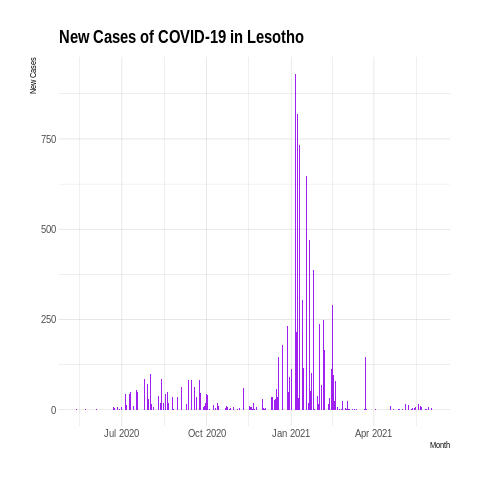 New Cases of COVID-19 in Lesotho
New Cases
750
500
250
0
Jul 2020 Oct 2020 Jan 2021 Apr 2021
Month